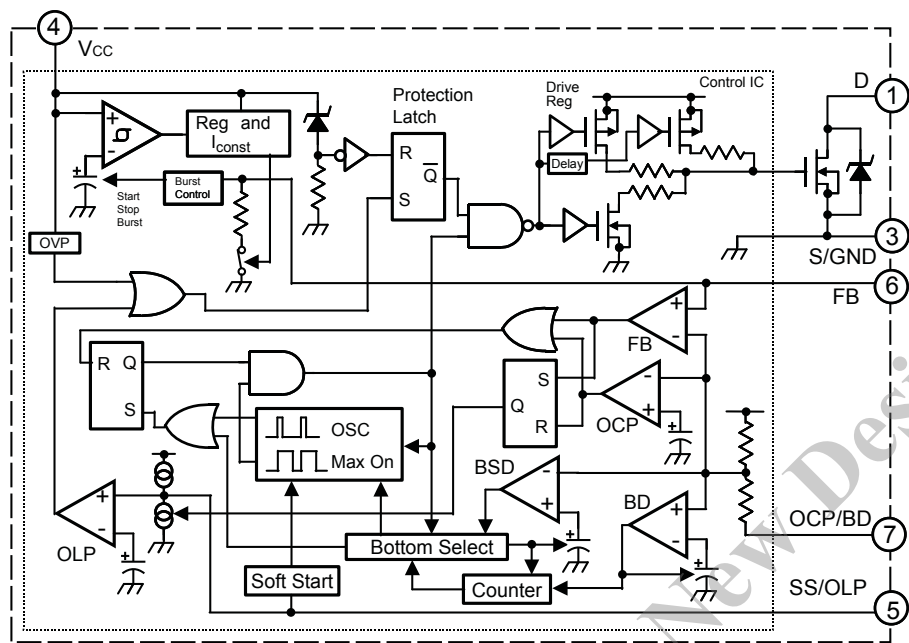 4
VCC
D
1
Control IC
Drive
Reg
Protection
Latch
Reg and
Iconst
+
-
R
Q
S
Delay
Burst
Control
Start
Stop
Burst
+
OVP
3
S/GND
6
FB
+
-
FB
R Q
S
S
Q
R
-
+
OCP
+
OSC
Max On
BSD
-
+
+
BD
+
-
+
OCP/BD
7
+
-
OLP
+
Bottom Select
Soft Start
Counter
SS/OLP
5
New Desi